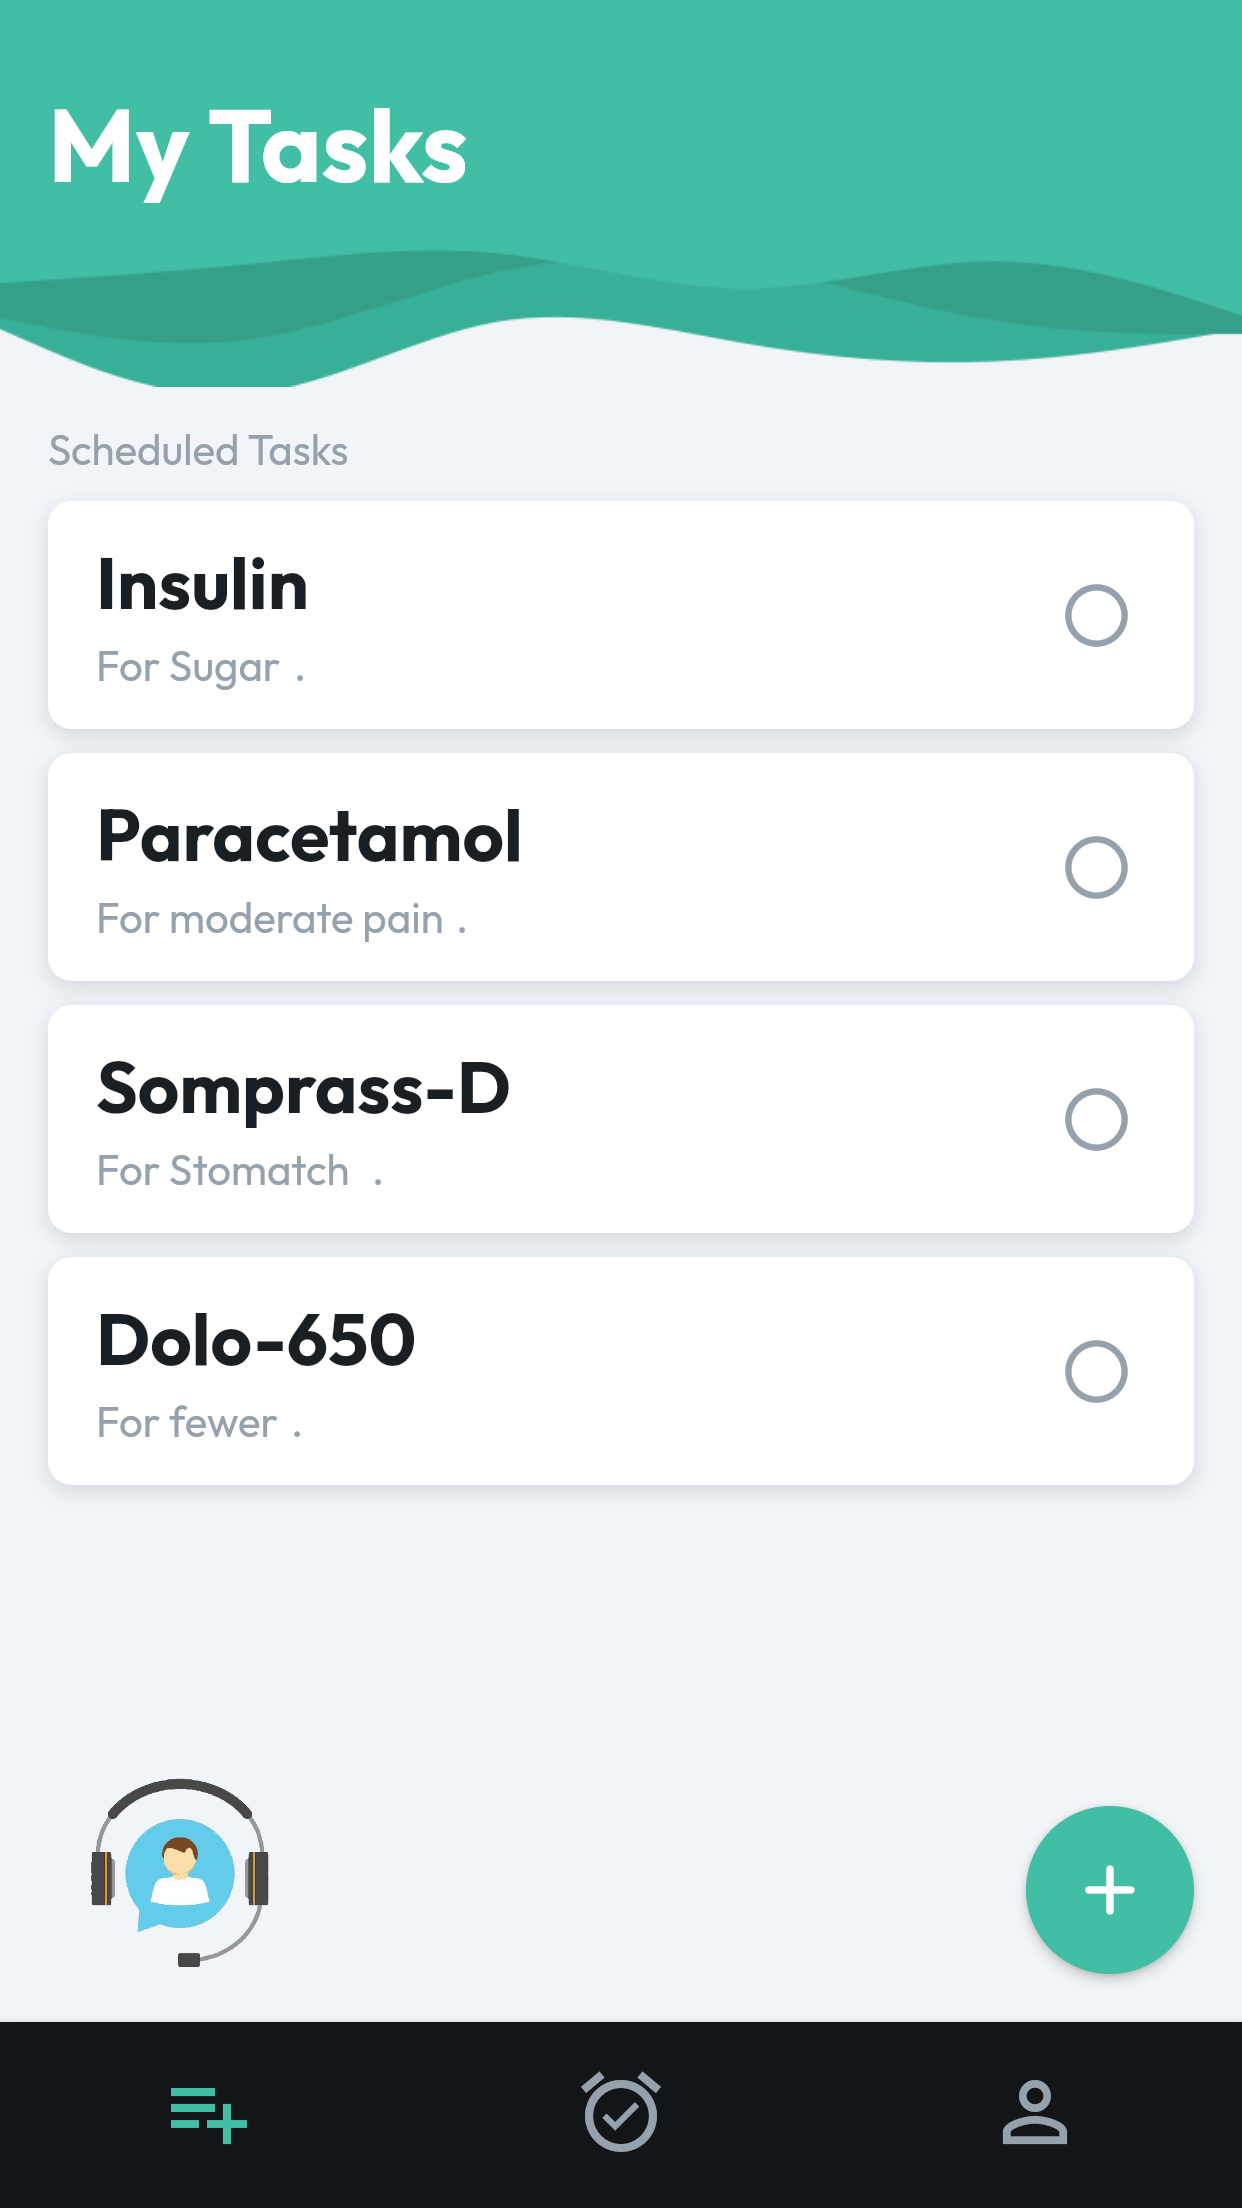 My Tasks
Scheduled Tasks
Insulin
For Sugar .
Paracetamol
For moderate pain .
Somprass-D
For Stomatch .
Dolo-650
For fewer .